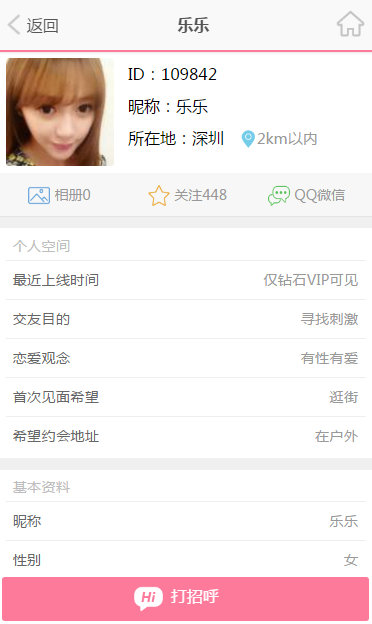 返回 乐乐
ID：109842
昵称：乐乐
所在地：深圳 2km以内
相册0 关注448 QQ微信
个人空间
最近上线时间 仅钻石VIP可见
交友目的 寻找刺激
恋爱观念 有性有爱
首次见面希望 逛街
希望约会地址 在户外
基本资料
昵称 乐乐
性别 女
Hi 打招呼